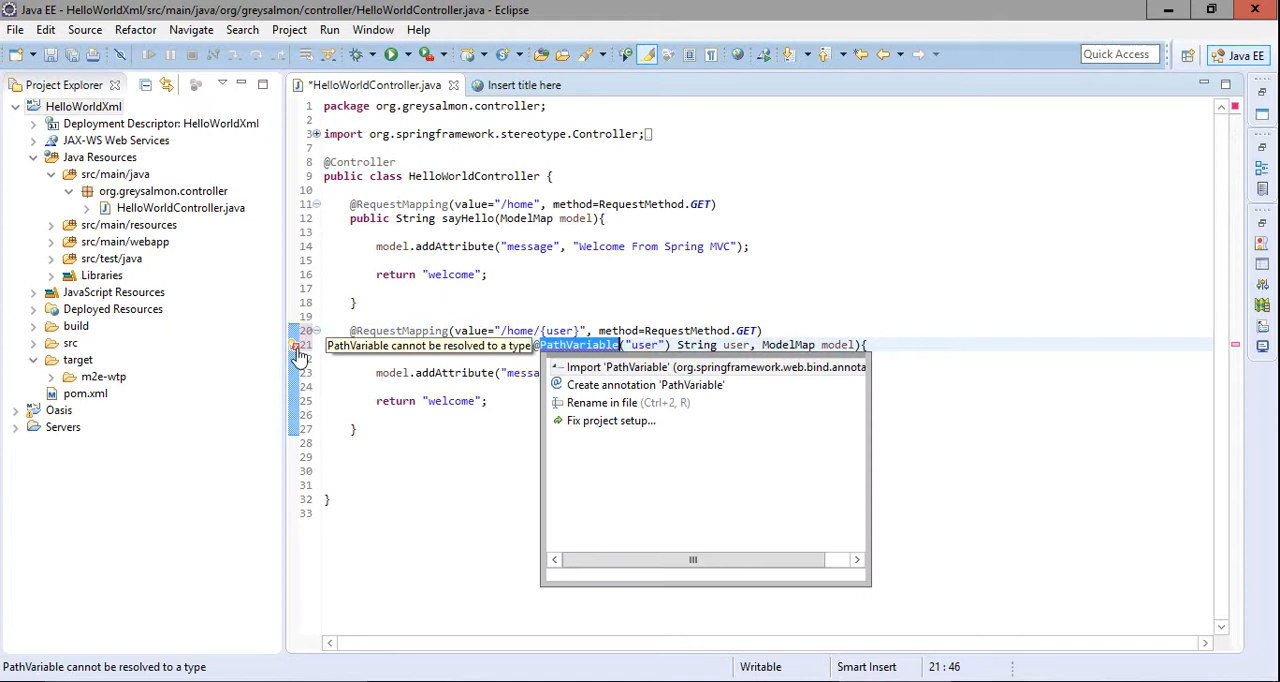 Java EE - HelloWorldXml/src/main/java/org/greysalmon/controller/HelloWorldController.java - Eclipse
File Edit Source Refactor Navigate Search Project Run Window Help
Quick Access
Java EE
Project Explorer
*HelloWorldController.java
Insert title here
HelloWorldXml
Deployment Descriptor: HelloWorldXml
JAX-WS Web Services
Java Resources
src/main/java
org.greysalmon.controller
HelloWorldController.java
src/main/resources
src/main/webapp
src/test/java
Libraries
JavaScript Resources
Deployed Resources
build
src
target
m2e-wtp
pom.xml
Oasis
Servers
1 package org.greysalmon.controller;
2
3 import org.springframework.stereotype.Controller;
7
8 @Controller
9 public class HelloWorldController {
10
11 @RequestMapping(value="/home", method=RequestMethod.GET)
12 public String sayHello(ModelMap model){
13
14 model.addAttribute("message", "Welcome From Spring MVC");
15
16 return "welcome";
17
18 }
19
20 @RequestMapping(value="/home/{user}", method=RequestMethod.GET)
21 PathVariable cannot be resolved to a type @PathVariable("user") String user, ModelMap model){
23 model.addAttribute("messa
24
25 return "welcome";
26
27 }
28
29
30
31
32 }
33
Import 'PathVariable' (org.springframework.web.bind.annota
Create annotation 'PathVariable'
Rename in file (Ctrl+2, R)
Fix project setup...
PathVariable cannot be resolved to a type
Writable
Smart Insert
21 : 46